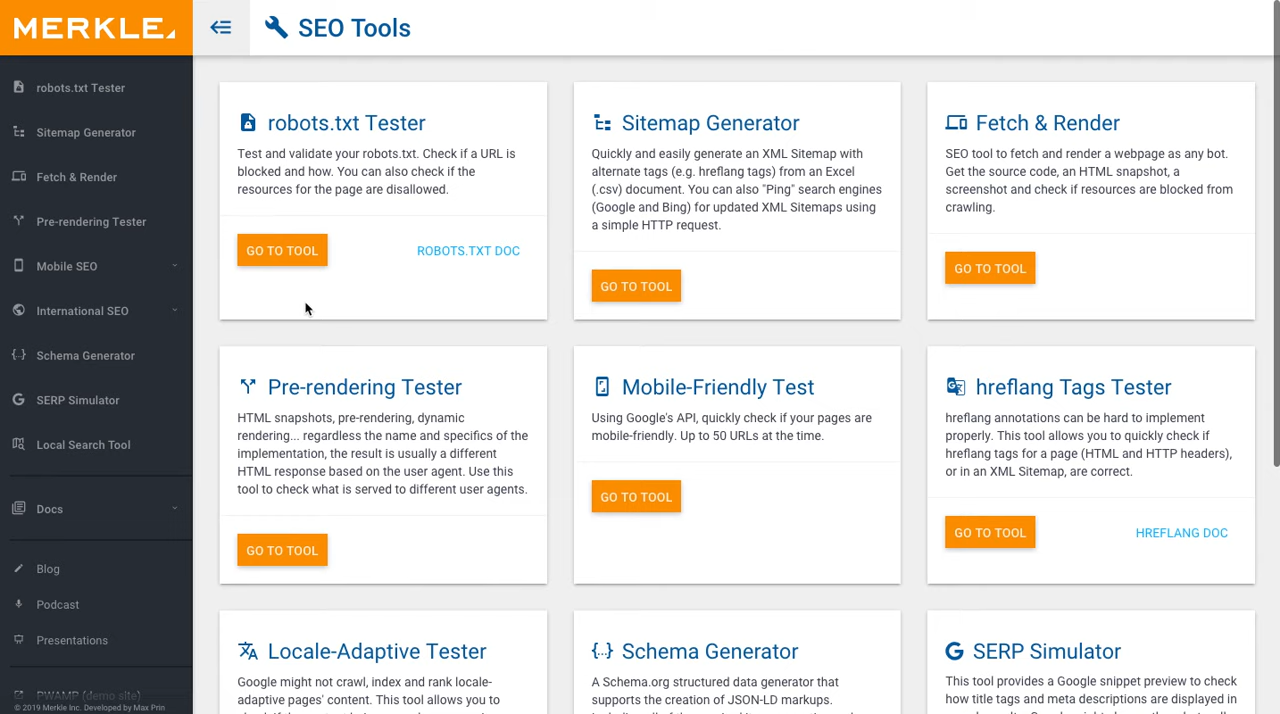 MERKLE
SEO Tools
robots.txt Tester
Sitemap Generator
Fetch & Render
Pre-rendering Tester
Mobile SEO
International SEO
Schema Generator
SERP Simulator
Local Search Tool
Docs
Blog
Podcast
Presentations
PWAMP (demo site)
© 2019 Merkle Inc. Developed by Max Prin
robots.txt Tester
Test and validate your robots.txt. Check if a URL is
blocked and how. You can also check if the
resources for the page are disallowed.
GO TO TOOL
ROBOTS.TXT DOC
Sitemap Generator
Quickly and easily generate an XML Sitemap with
alternate tags (e.g. hreflang tags) from an Excel
(.csv) document. You can also "Ping" search engines
(Google and Bing) for updated XML Sitemaps using
a simple HTTP request.
GO TO TOOL
Fetch & Render
SEO tool to fetch and render a webpage as any bot.
Get the source code, an HTML snapshot, a
screenshot and check if resources are blocked from
crawling.
GO TO TOOL
Pre-rendering Tester
HTML snapshots, pre-rendering, dynamic
rendering... regardless the name and specifics of the
implementation, the result is usually a different
HTML response based on the user agent. Use this
tool to check what is served to different user agents.
GO TO TOOL
Mobile-Friendly Test
Using Google's API, quickly check if your pages are
mobile-friendly. Up to 50 URLs at the time.
GO TO TOOL
hreflang Tags Tester
hreflang annotations can be hard to implement
properly. This tool allows you to quickly check if
hreflang tags for a page (HTML and HTTP headers),
or in an XML Sitemap, are correct.
GO TO TOOL
HREFLANG DOC
Locale-Adaptive Tester
Google might not crawl, index and rank locale-
adaptive pages' content. This tool allows you to
Schema Generator
A Schema.org structured data generator that
supports the creation of JSON-LD markups.
SERP Simulator
This tool provides a Google snippet preview to check
how title tags and meta descriptions are displayed in